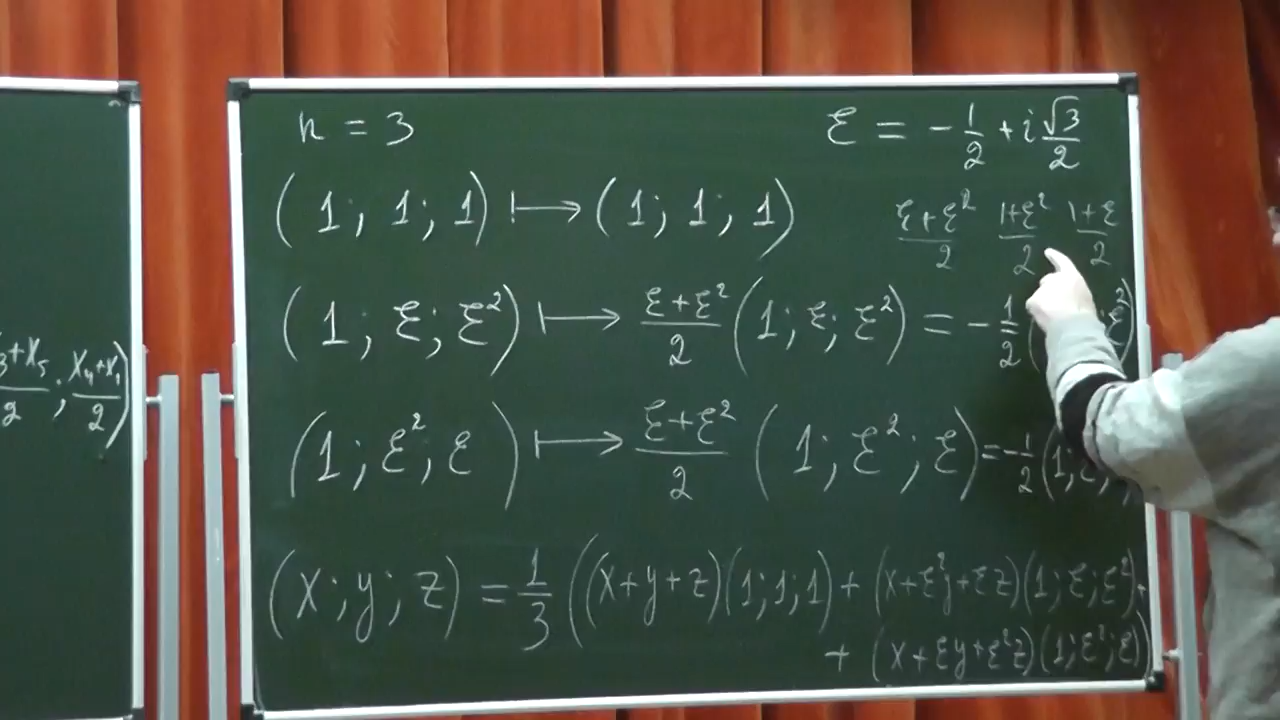 n = 3
ε = -1/2 + i √3/2
(1; 1; 1) ↦ (1; 1; 1)
(ε+ε²)/2 (1+ε²)/2 (1+ε)/2
(1; ε; ε²) ↦ (ε+ε²)/2 (1; ε; ε²) = -1/2 ( ; ε²)
(x₄+x₁)/2)
(1; ε²; ε) ↦ (ε+ε²)/2 (1; ε²; ε) = -1/2 (1; ε
(x; y; z) = 1/3 ((x+y+z)(1;1;1) + (x+ε²y+εz)(1;ε;ε²) +
+ (x+εy+ε²z)(1;ε²;ε))